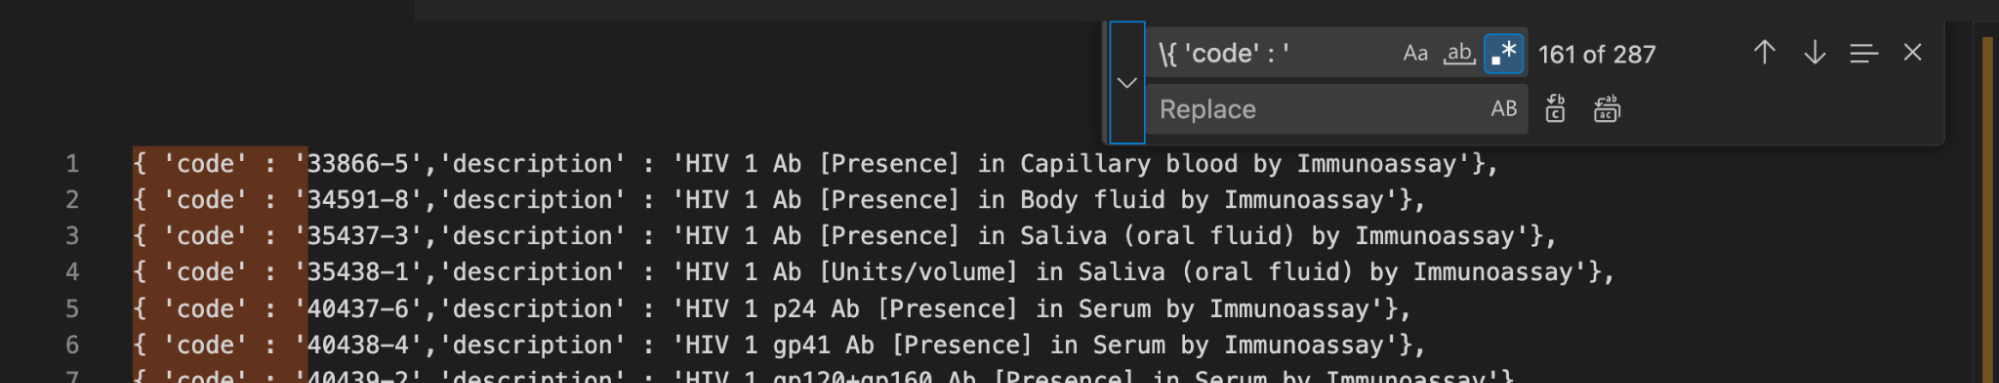 \{ 'code' : ' Aa ab .* 161 of 287
Replace AB
1 { 'code' : '33866-5','description' : 'HIV 1 Ab [Presence] in Capillary blood by Immunoassay'},
2 { 'code' : '34591-8','description' : 'HIV 1 Ab [Presence] in Body fluid by Immunoassay'},
3 { 'code' : '35437-3','description' : 'HIV 1 Ab [Presence] in Saliva (oral fluid) by Immunoassay'},
4 { 'code' : '35438-1','description' : 'HIV 1 Ab [Units/volume] in Saliva (oral fluid) by Immunoassay'},
5 { 'code' : '40437-6','description' : 'HIV 1 p24 Ab [Presence] in Serum by Immunoassay'},
6 { 'code' : '40438-4','description' : 'HIV 1 gp41 Ab [Presence] in Serum by Immunoassay'},
7 { 'code' : '40439-2','description' : 'HIV 1 gp120+gp160 Ab [Presence] in Serum by Immunoassay'}